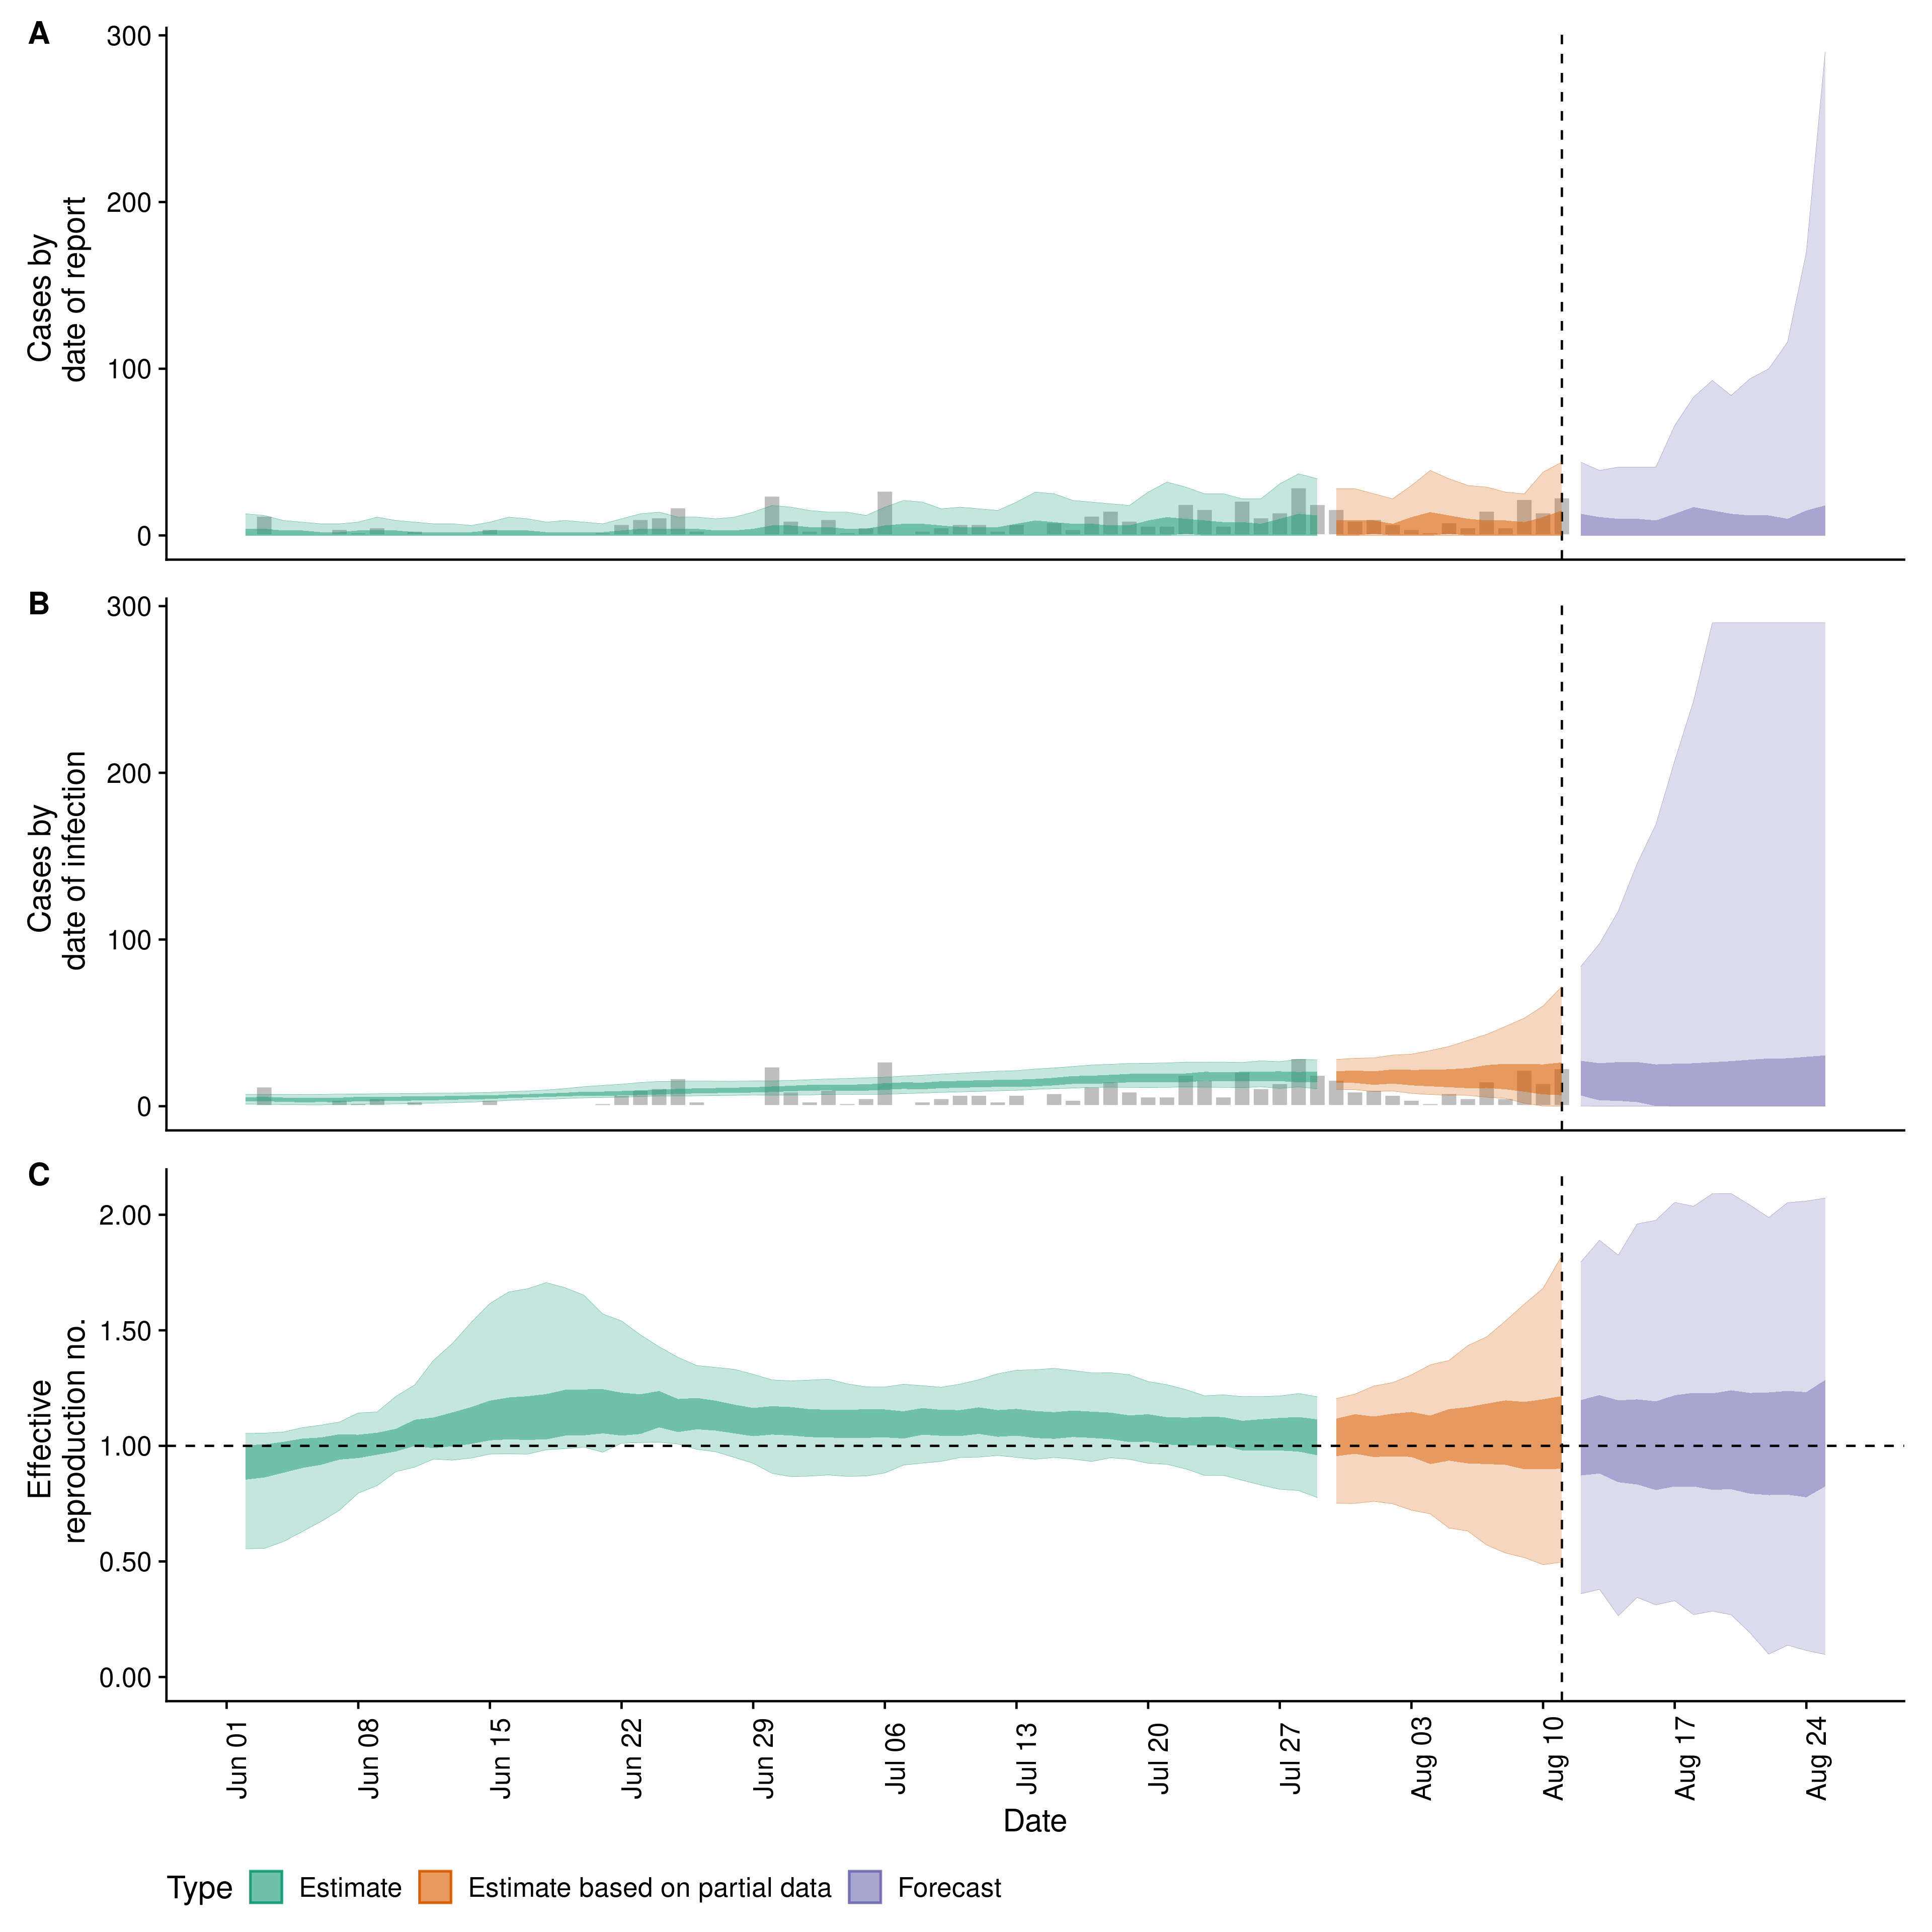 A
300
200
100
0
Cases by
date of report
B
300
200
100
0
Cases by
date of infection
C
2.00
1.50
1.00
0.50
0.00
Effective
reproduction no.
Jun 01
Jun 08
Jun 15
Jun 22
Jun 29
Jul 06
Jul 13
Jul 20
Jul 27
Aug 03
Aug 10
Aug 17
Aug 24
Date
Type Estimate Estimate based on partial data Forecast